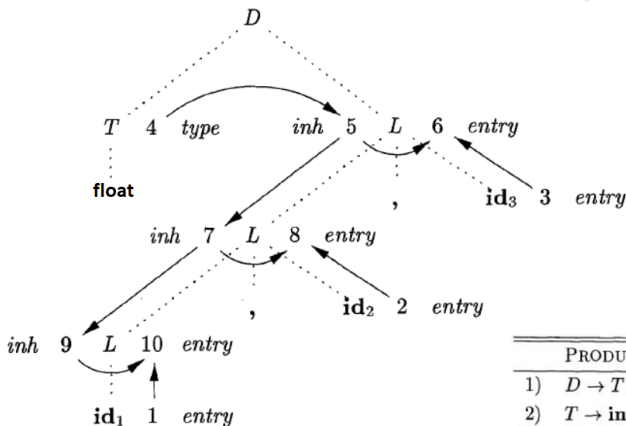 D
T 4 type inh 5 L 6 entry
float , id3 3 entry
inh 7 L 8 entry
, id2 2 entry
inh 9 L 10 entry
PRODU
1) D → T
id1 1 entry
2) T → in